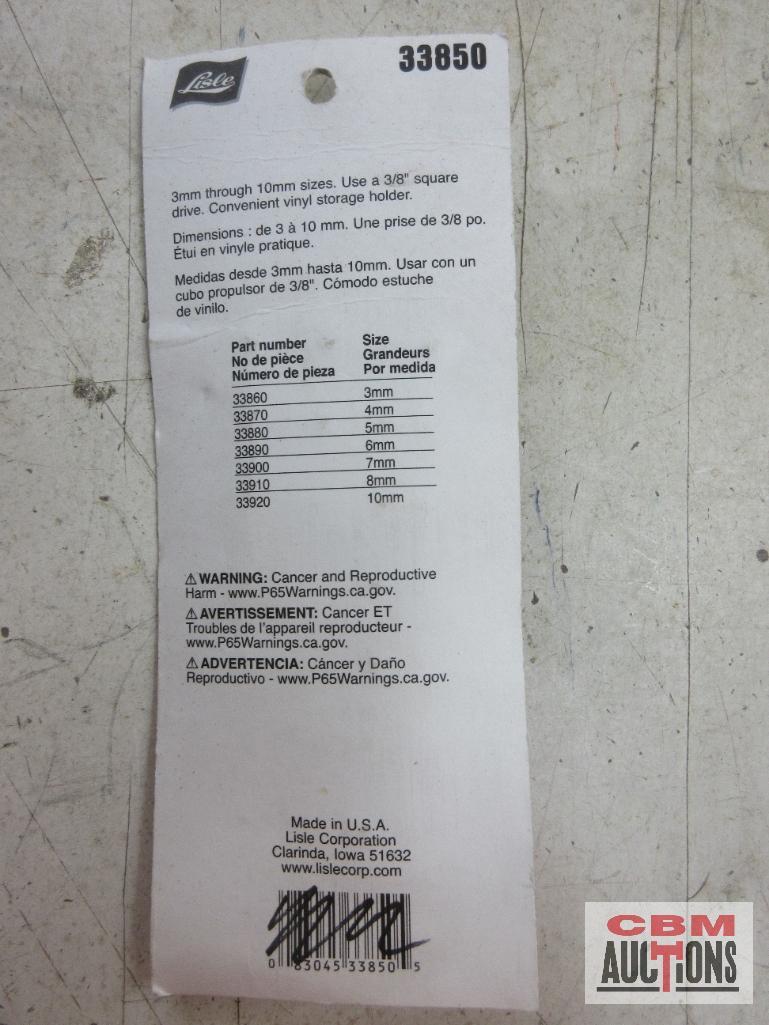 Lisle
33850
3mm through 10mm sizes. Use a 3/8" square
drive. Convenient vinyl storage holder.
Dimensions : de 3 à 10 mm. Une prise de 3/8 po.
Étui en vinyle pratique.
Medidas desde 3mm hasta 10mm. Usar con un
cubo propulsor de 3/8". Cómodo estuche
de vinilo.
Part number Size
No de pièce Grandeurs
Número de pieza Por medida
33860 3mm
33870 4mm
33880 5mm
33890 6mm
33900 7mm
33910 8mm
33920 10mm
⚠ WARNING: Cancer and Reproductive
Harm - www.P65Warnings.ca.gov.
⚠ AVERTISSEMENT: Cancer ET
Troubles de l'appareil reproducteur -
www.P65Warnings.ca.gov.
⚠ ADVERTENCIA: Cáncer y Daño
Reproductivo - www.P65Warnings.ca.gov.
Made in U.S.A.
Lisle Corporation
Clarinda, Iowa 51632
www.lislecorp.com
0 83045 33850 5
CBM
AUCTIONS